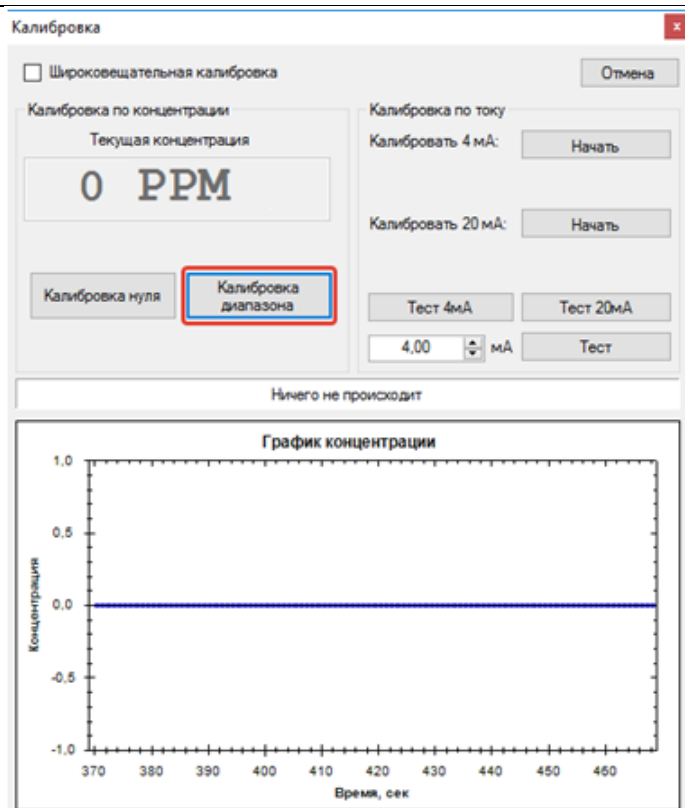 Калибровка
x
Широковещательная калибровка
Отмена
Калибровка по концентрации
Текущая концентрация
0 PPM
Калибровка нуля
Калибровка
диапазона
Калибровка по току
Калибровать 4 мА:
Начать
Калибровать 20 мА:
Начать
Тест 4мА
Тест 20мА
4,00
мА
Тест
Ничего не происходит
График концентрации
Концентрация
1,0
0,5
0,0
-0,5
-1,0
370 380 390 400 410 420 430 440 450 460
Время, сек